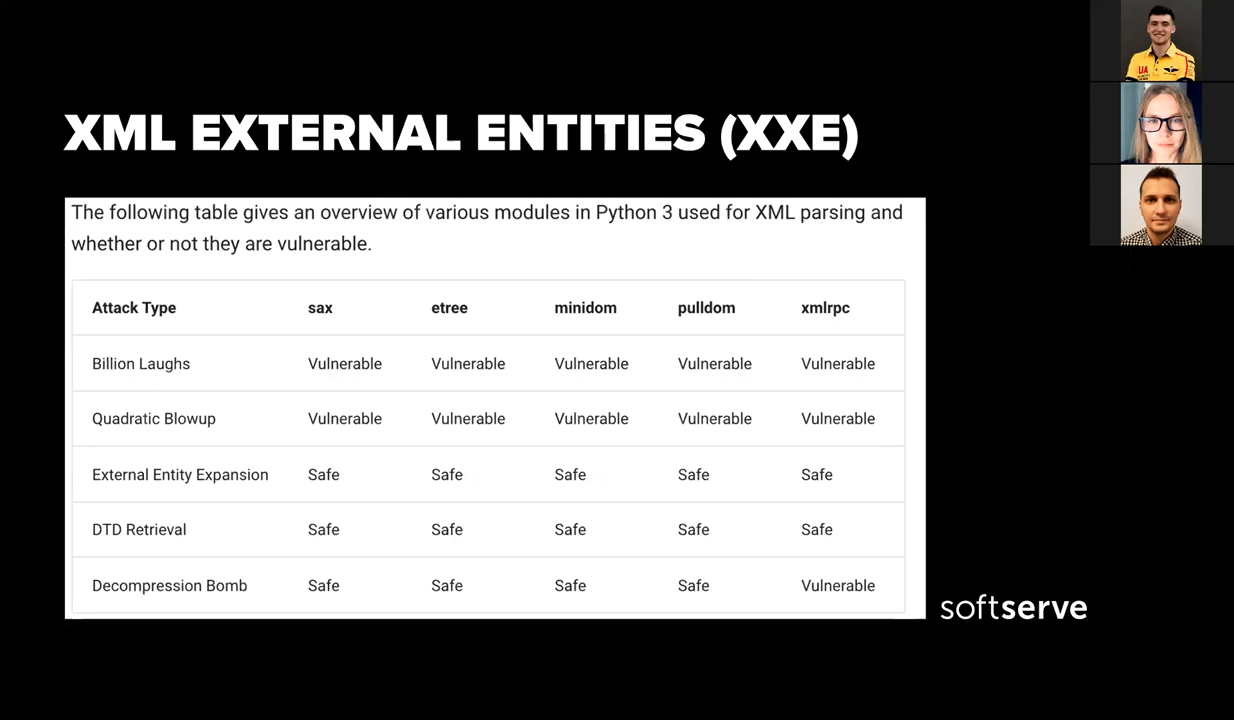 XML EXTERNAL ENTITIES (XXE)
The following table gives an overview of various modules in Python 3 used for XML parsing and
whether or not they are vulnerable.
Attack Type sax etree minidom pulldom xmlrpc
Billion Laughs Vulnerable Vulnerable Vulnerable Vulnerable Vulnerable
Quadratic Blowup Vulnerable Vulnerable Vulnerable Vulnerable Vulnerable
External Entity Expansion Safe Safe Safe Safe Safe
DTD Retrieval Safe Safe Safe Safe Safe
Decompression Bomb Safe Safe Safe Safe Vulnerable
softserve
UA